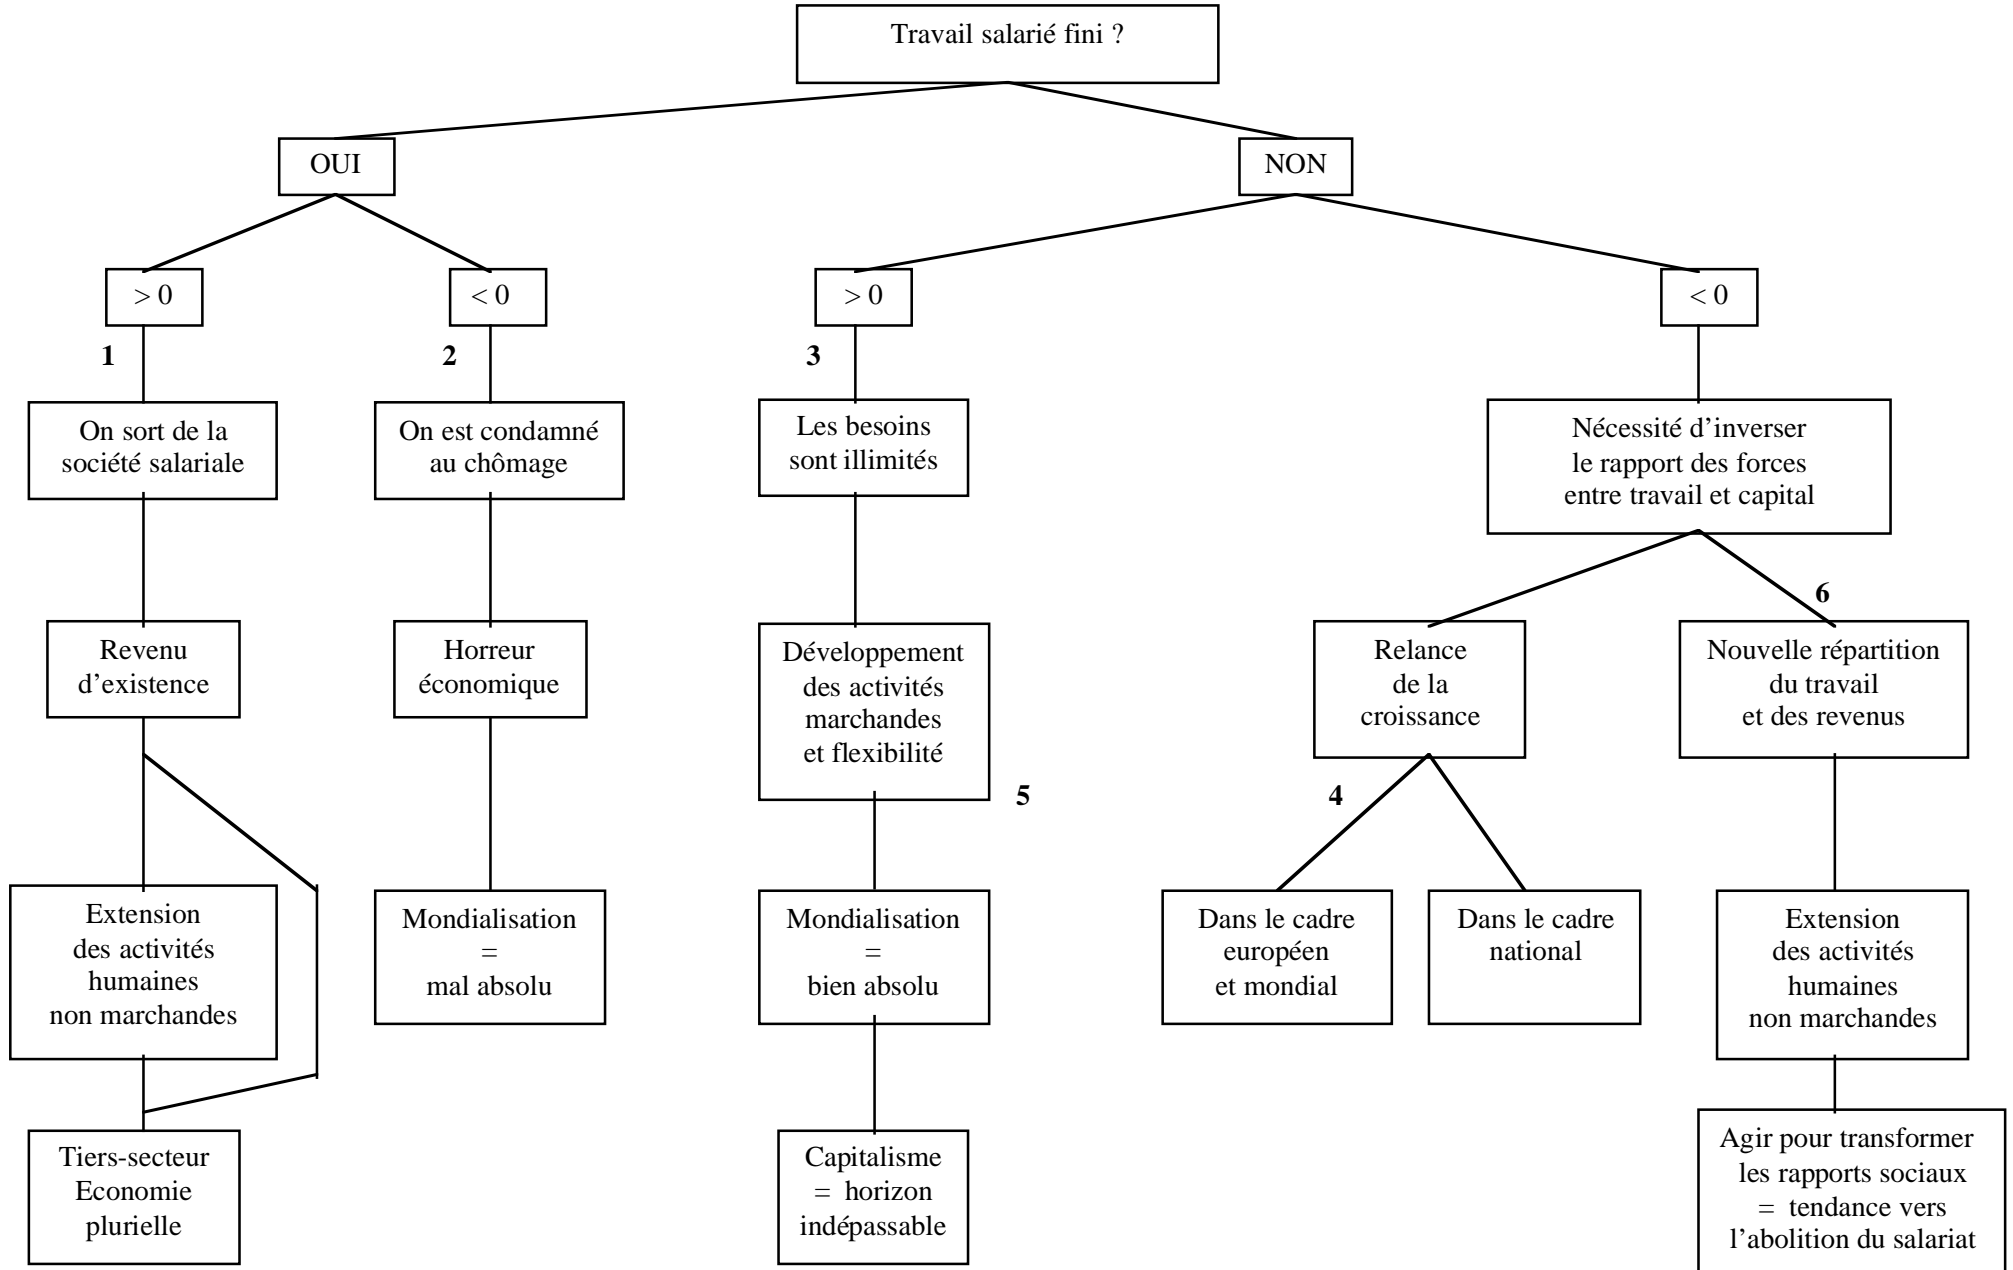 Travail salarié fini ?
OUI
NON
> 0
< 0
> 0
< 0
1
2
3
On sort de la
société salariale
On est condamné
au chômage
Les besoins
sont illimités
Nécessité d’inverser
le rapport des forces
entre travail et capital
6
Revenu
d’existence
Horreur
économique
Développement
des activités
marchandes
et flexibilité
Relance
de la
croissance
Nouvelle répartition
du travail
et des revenus
5
4
Extension
des activités
humaines
non marchandes
Mondialisation
=
mal absolu
Mondialisation
=
bien absolu
Dans le cadre
européen
et mondial
Dans le cadre
national
Extension
des activités
humaines
non marchandes
Tiers-secteur
Economie
plurielle
Capitalisme
= horizon
indépassable
Agir pour transformer
les rapports sociaux
= tendance vers
l’abolition du salariat